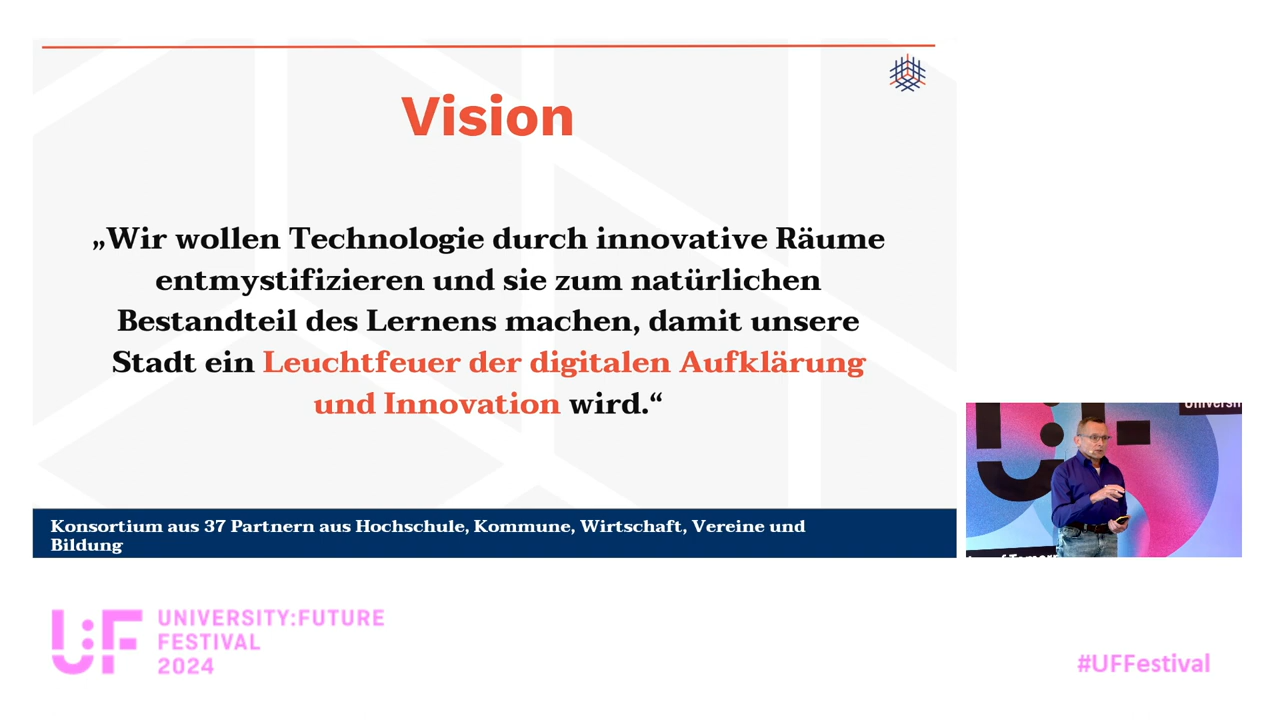 Vision
„Wir wollen Technologie durch innovative Räume
entmystifizieren und sie zum natürlichen
Bestandteil des Lernens machen, damit unsere
Stadt ein Leuchtfeuer der digitalen Aufklärung
und Innovation wird.“
Konsortium aus 37 Partnern aus Hochschule, Kommune, Wirtschaft, Vereine und
Bildung
U:F
UNIVERSITY:FUTURE
FESTIVAL
2024
#UFFestival